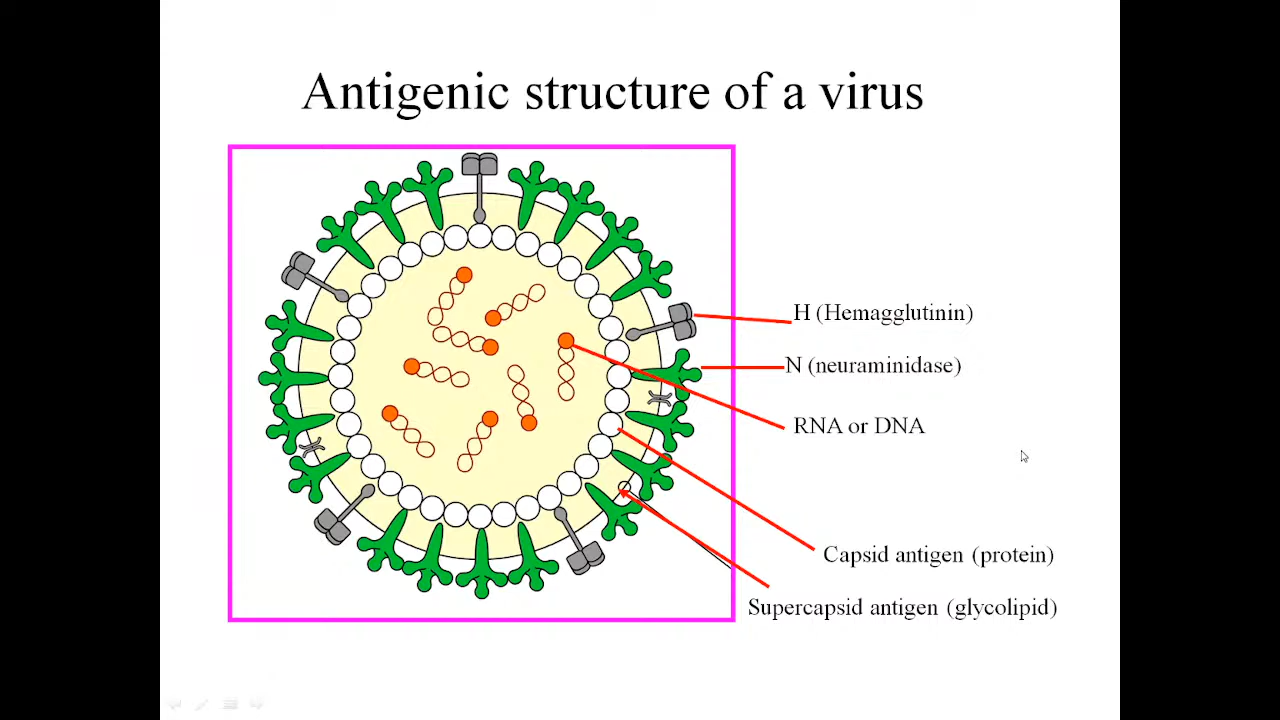 Antigenic structure of a virus
H (Hemagglutinin)
N (neuraminidase)
RNA or DNA
Capsid antigen (protein)
Supercapsid antigen (glycolipid)